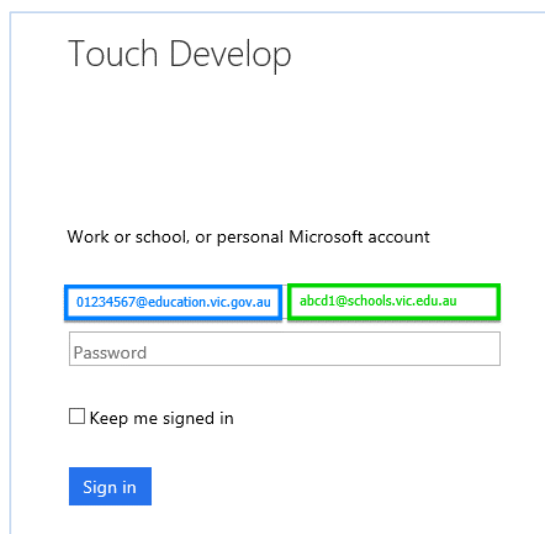 Touch Develop
Work or school, or personal Microsoft account
01234567@education.vic.gov.au abcd1@schools.vic.edu.au
Password
Keep me signed in
Sign in